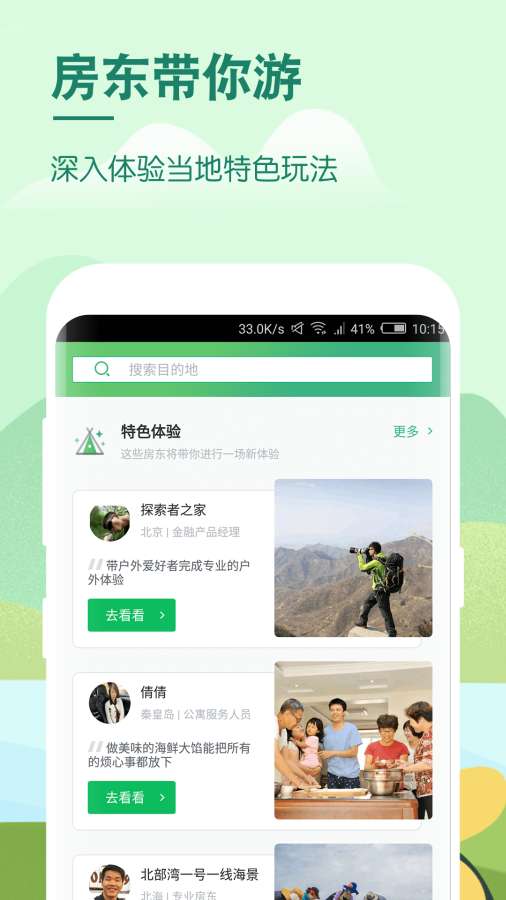 房东带你游
深入体验当地特色玩法
33.0K/s 41% 10:15
搜索目的地
特色体验
更多
这些房东将带你进行一场新体验
探索者之家
北京 | 金融产品经理
带户外爱好者完成专业的户
外体验
去看看
倩倩
秦皇岛 | 公寓服务人员
做美味的海鲜大馅能把所有
的烦心事都放下
去看看
北部湾一号一线海景
北海 | 专业房东